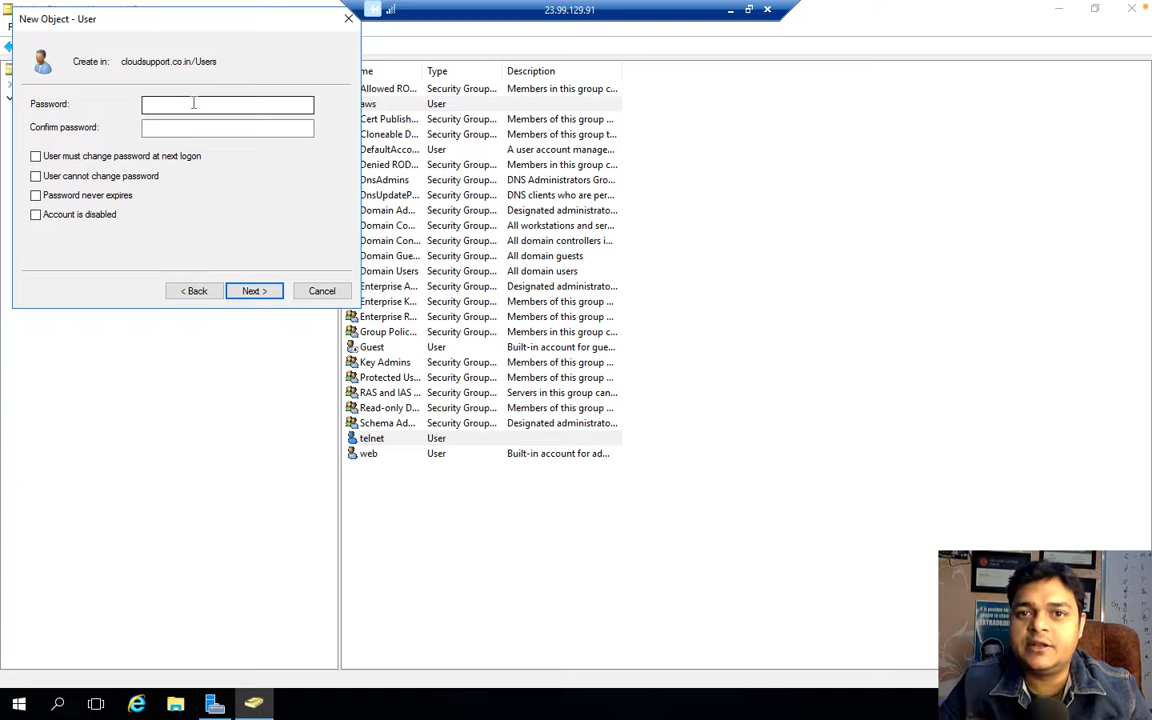 New Object - User
23.99.129.91
Create in: cloudsupport.co.in/Users
Password:
Confirm password:
User must change password at next logon
User cannot change password
Password never expires
Account is disabled
< Back
Next >
Cancel
me Type Description
Allowed RO... Security Group... Members in this group c...
aws User
Cert Publish... Security Group... Members of this group ...
Cloneable D... Security Group... Members of this group t...
DefaultAcco... User A user account manage...
Denied ROD... Security Group... Members in this group c...
DnsAdmins Security Group... DNS Administrators Gro...
DnsUpdateP... Security Group... DNS clients who are per...
Domain Ad... Security Group... Designated administrato...
Domain Co... Security Group... All workstations and ser...
Domain Con... Security Group... All domain controllers i...
Domain Gue... Security Group... All domain guests
Domain Users Security Group... All domain users
Enterprise A... Security Group... Designated administrato...
Enterprise K... Security Group... Members of this group ...
Enterprise R... Security Group... Members of this group ...
Group Polic... Security Group... Members in this group c...
Guest User Built-in account for gue...
Key Admins Security Group... Members of this group ...
Protected Us... Security Group... Members of this group ...
RAS and IAS ... Security Group... Servers in this group can...
Read-only D... Security Group... Members of this group ...
Schema Ad... Security Group... Designated administrato...
telnet User
web User Built-in account for ad...
EXTRAORDI